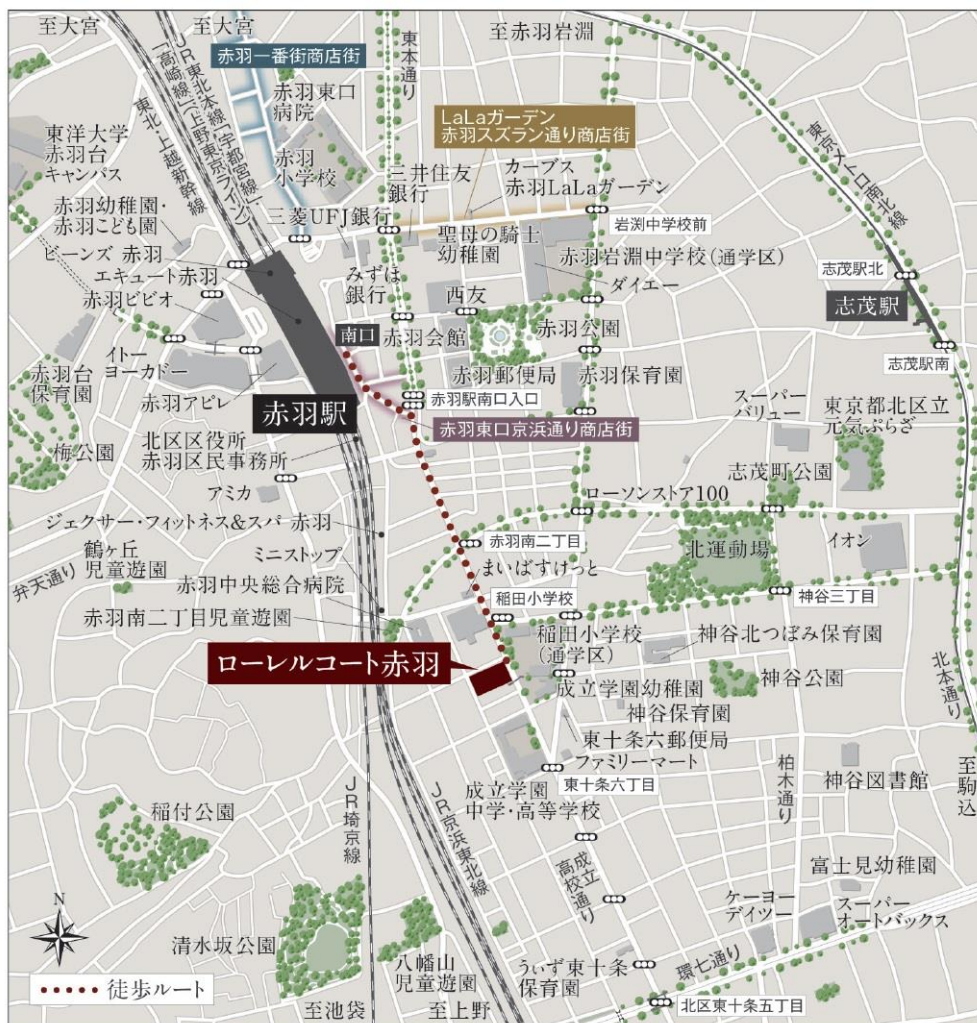 至大宮
至大宮
赤羽一番街商店街
東本通り
至赤羽岩淵
JR東北本線「宇都宮線」
「高崎線」「上野東京ライン」
東北・上越新幹線
赤羽東口
病院
LaLaガーデン
赤羽スズラン通り商店街
東洋大学
赤羽台
キャンパス
赤羽
小学校
三井住友
銀行
カーブス
赤羽LaLaガーデン
東京メトロ南北線
赤羽幼稚園・
赤羽こども園
三菱UFJ銀行
岩渕中学校前
ビーンズ 赤羽
聖母の騎士
幼稚園
赤羽岩淵中学校(通学区)
エキュート赤羽
みずほ
銀行
ダイエー
志茂駅北
赤羽ビビオ
西友
志茂駅
南口
赤羽会館
赤羽公園
イトー
ヨーカドー
志茂駅南
赤羽台
保育園
赤羽郵便局
赤羽保育園
赤羽アピレ
赤羽駅南口入口
スーパー
バリュー
東京都北区立
元気ぷらざ
赤羽駅
赤羽東口京浜通り商店街
北区区役所
赤羽区民事務所
梅公園
志茂町公園
アミカ
ローソンストア100
ジェクサー・フィットネス&スパ 赤羽
赤羽南二丁目
北運動場
イオン
鶴ヶ丘
児童遊園
ミニストップ
まいばすけっと
弁天通り
赤羽中央総合病院
稲田小学校
神谷三丁目
赤羽南二丁目児童遊園
稲田小学校
(通学区)
神谷北つぼみ保育園
ローレルコート赤羽
北本通り
成立学園幼稚園
神谷公園
神谷保育園
東十条六郵便局
ファミリーマート
柏木通り
至駒込
東十条六丁目
神谷図書館
成立学園
中学・高等学校
稲付公園
JR埼京線
JR京浜東北線
成立
高校通り
富士見幼稚園
ケーヨー
デイツー
スーパー
オートバックス
N
清水坂公園
八幡山
児童遊園
うぃず東十条
保育園
環七通り
徒歩ルート
至池袋
至上野
北区東十条五丁目